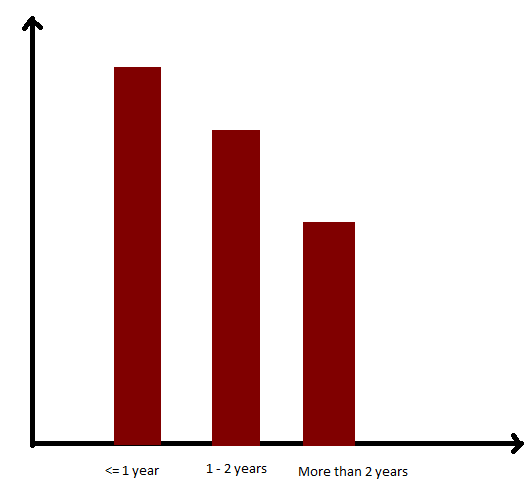 <= 1 year
1 - 2 years
More than 2 years